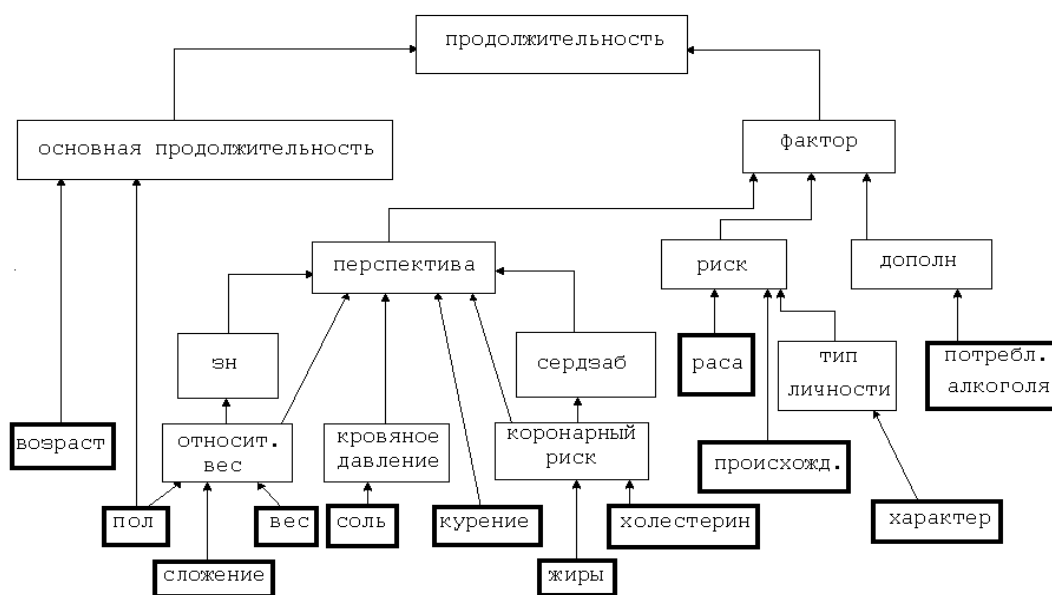 продолжительность
основная продолжительность
фактор
перспектива
риск
дополн
зн
сердзаб
раса
тип
личности
потребл.
алкоголя
возраст
относит.
вес
кровяное
давление
коронарный
риск
происхожд.
пол
вес
соль
курение
холестерин
характер
сложение
жиры